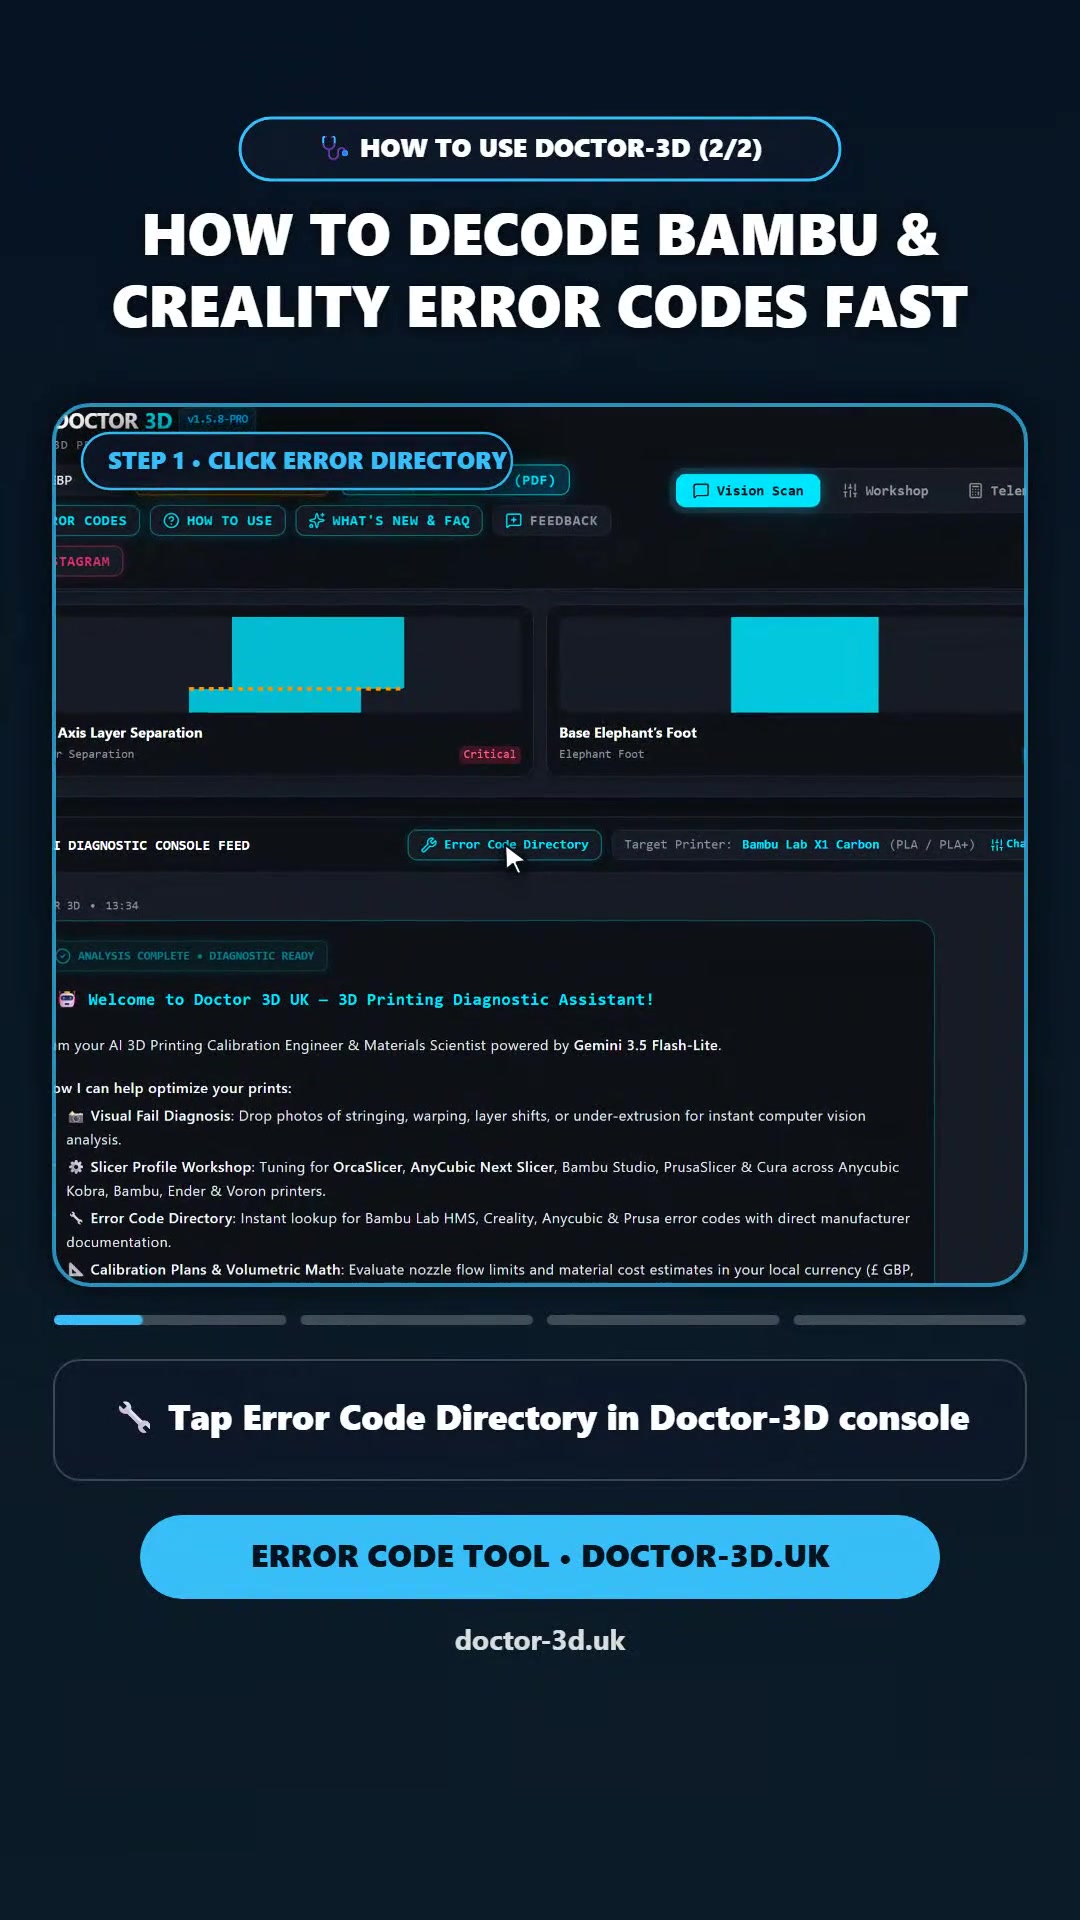 HOW TO USE DOCTOR-3D (2/2)
HOW TO DECODE BAMBU &
CREALITY ERROR CODES FAST
DOCTOR 3D v1.5.8-PRO
3D
STEP 1 • CLICK ERROR DIRECTORY
BP
(PDF)
Vision Scan
Workshop
CODES
HOW TO USE
WHAT'S NEW & FAQ
FEEDBACK
Axis Layer Separation
Separation
Critical
Base Elephant's Foot
Elephant Foot
DIAGNOSTIC CONSOLE FEED
Error Code Directory
Target Printer: Bambu Lab X1 Carbon (PLA / PLA+)
3D • 13:34
ANALYSIS COMPLETE • DIAGNOSTIC READY
Welcome to Doctor 3D UK — 3D Printing Diagnostic Assistant!
your AI 3D Printing Calibration Engineer & Materials Scientist powered by Gemini 3.5 Flash-Lite.
I can help optimize your prints:
Visual Fail Diagnosis: Drop photos of stringing, warping, layer shifts, or under-extrusion for instant computer vision
analysis.
Slicer Profile Workshop: Tuning for OrcaSlicer, AnyCubic Next Slicer, Bambu Studio, PrusaSlicer & Cura across Anycubic
Kobra, Bambu, Ender & Voron printers.
Error Code Directory: Instant lookup for Bambu Lab HMS, Creality, Anycubic & Prusa error codes with direct manufacturer
documentation.
Calibration Plans & Volumetric Math: Evaluate nozzle flow limits and material cost estimates in your local currency (£ GBP,
Tap Error Code Directory in Doctor-3D console
ERROR CODE TOOL • DOCTOR-3D.UK
doctor-3d.uk